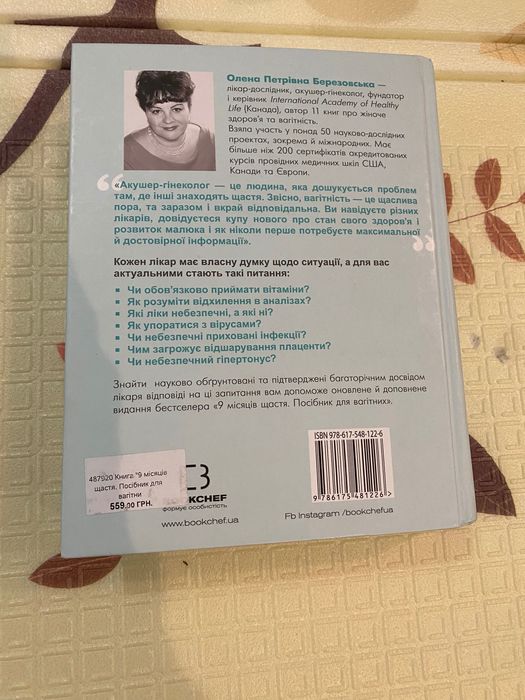 Олена Петрівна Березовська —
лікар-дослідник, акушер-гінеколог, фундатор
і керівник International Academy of Healthy
Life (Канадо), автор 11 книг про жіноче
здоров'я та вагітність.
Взяла участь у понад 50 науково-дослідних
проектах, зокрема й міжнародних. Має
більше ніж 200 сертифікатів акредитованих
курсів провідних медичних шкіл США,
Канади та Європи.
«Акушер-гінеколог — це людина, яка дошукується проблем
там, де інші знаходять щастя. Звісно, вагітність — це щаслива
пора, та заразом і вкрай відповідальна. Ви навідуєте різних
лікарів, довідуєтеся купу нового про стан свого здоров'я і
розвиток малюка і як ніколи перше потребуєте максимальної
й достовірної інформації».
Кожен лікар має власну думку щодо ситуації, а для вас
актуальними стають такі питання:
Чи обов'язково приймати вітаміни?
Як розуміти відхилення в аналізах?
Які ліки небезпечні, а які ні?
Як упоратися з вірусами?
Чи небезпечні приховані інфекції?
Чим загрожує відшарування плаценти?
Чи небезпечний гіпертонус?
Знайти науково обґрунтовані та підтверджені багаторічним досвідом
лікаря відповіді на ці запитання вам допоможе оновлене й доповнене
видання бестселера «9 місяців щастя. Посібник для вагітних».
ISBN 978-617-548-122-6
9 786175 481226 >
487920 Книга "9 місяців
щастя. Посібник для
вагітни
559,00 ГРН.
OKCHEF
формує особистість
www.bookchef.ua
Fb Instagram /bookchefua